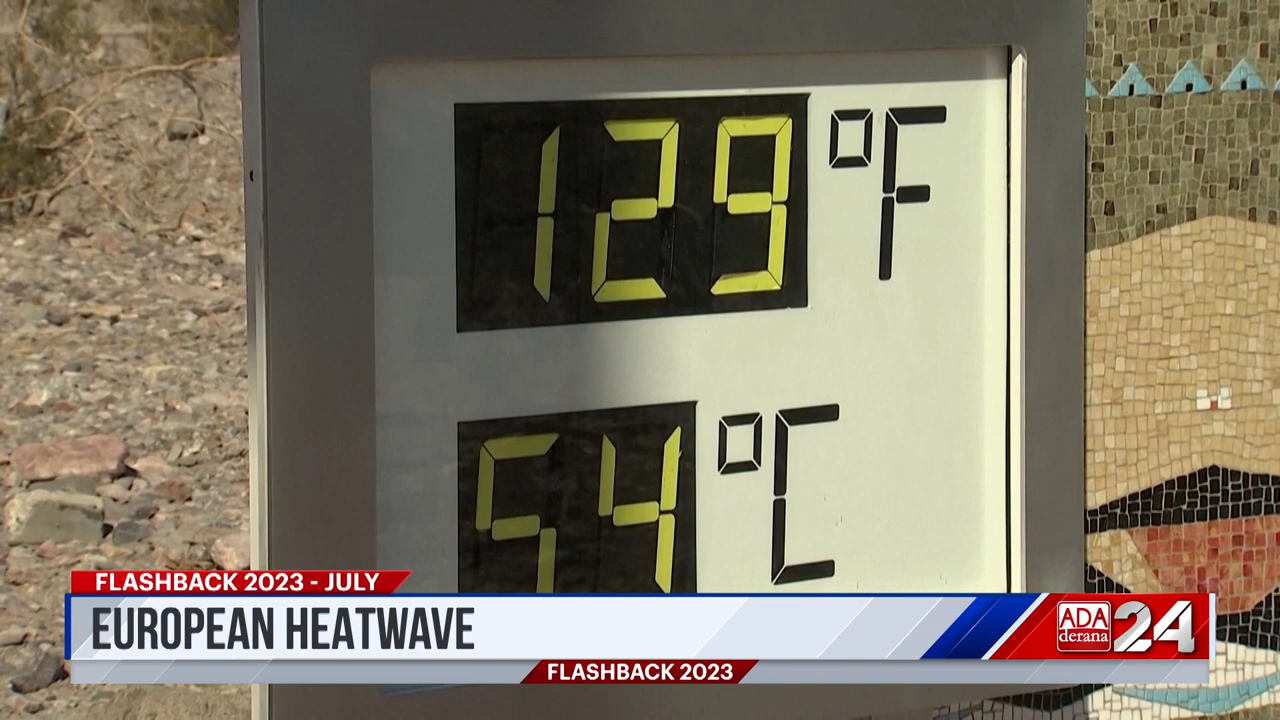 129 °F
54 °C
FLASHBACK 2023 - JULY
EUROPEAN HEATWAVE
ADA
derana
24
FLASHBACK 2023